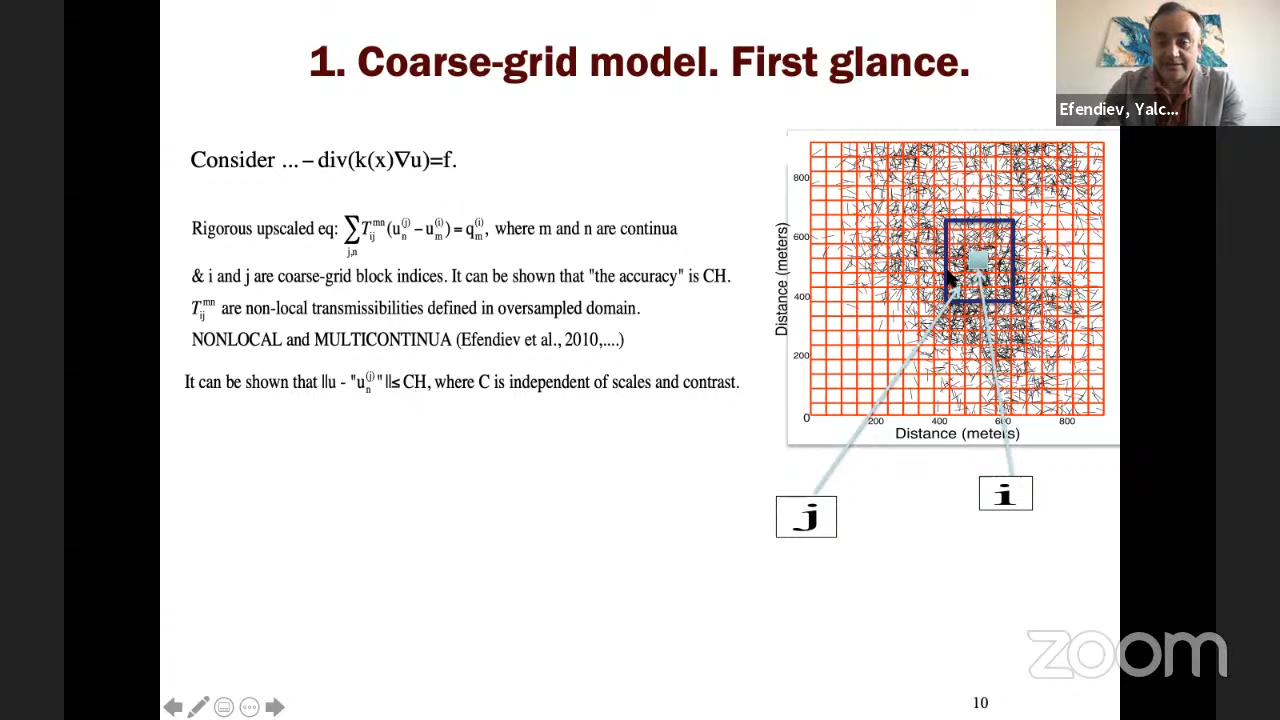 1. Coarse-grid model. First glance.
Efendiev, Yalc...
Consider ... – div(k(x)∇u)=f.
Rigorous upscaled eq: ∑_{j,n} T_{ij}^{mn}(u_n^{(j)} – u_m^{(i)}) = q_m^{(i)}, where m and n are continua
& i and j are coarse-grid block indices. It can be shown that "the accuracy" is CH.
T_{ij}^{mn} are non-local transmissibilities defined in oversampled domain.
NONLOCAL and MULTICONTINUA (Efendiev et al., 2010,....)
It can be shown that ||u - "u_n^{(j)}" ||≤ CH, where C is independent of scales and contrast.
Distance (meters)
800
600
400
200
0
200 400 600 800
Distance (meters)
j
i
zoom
10